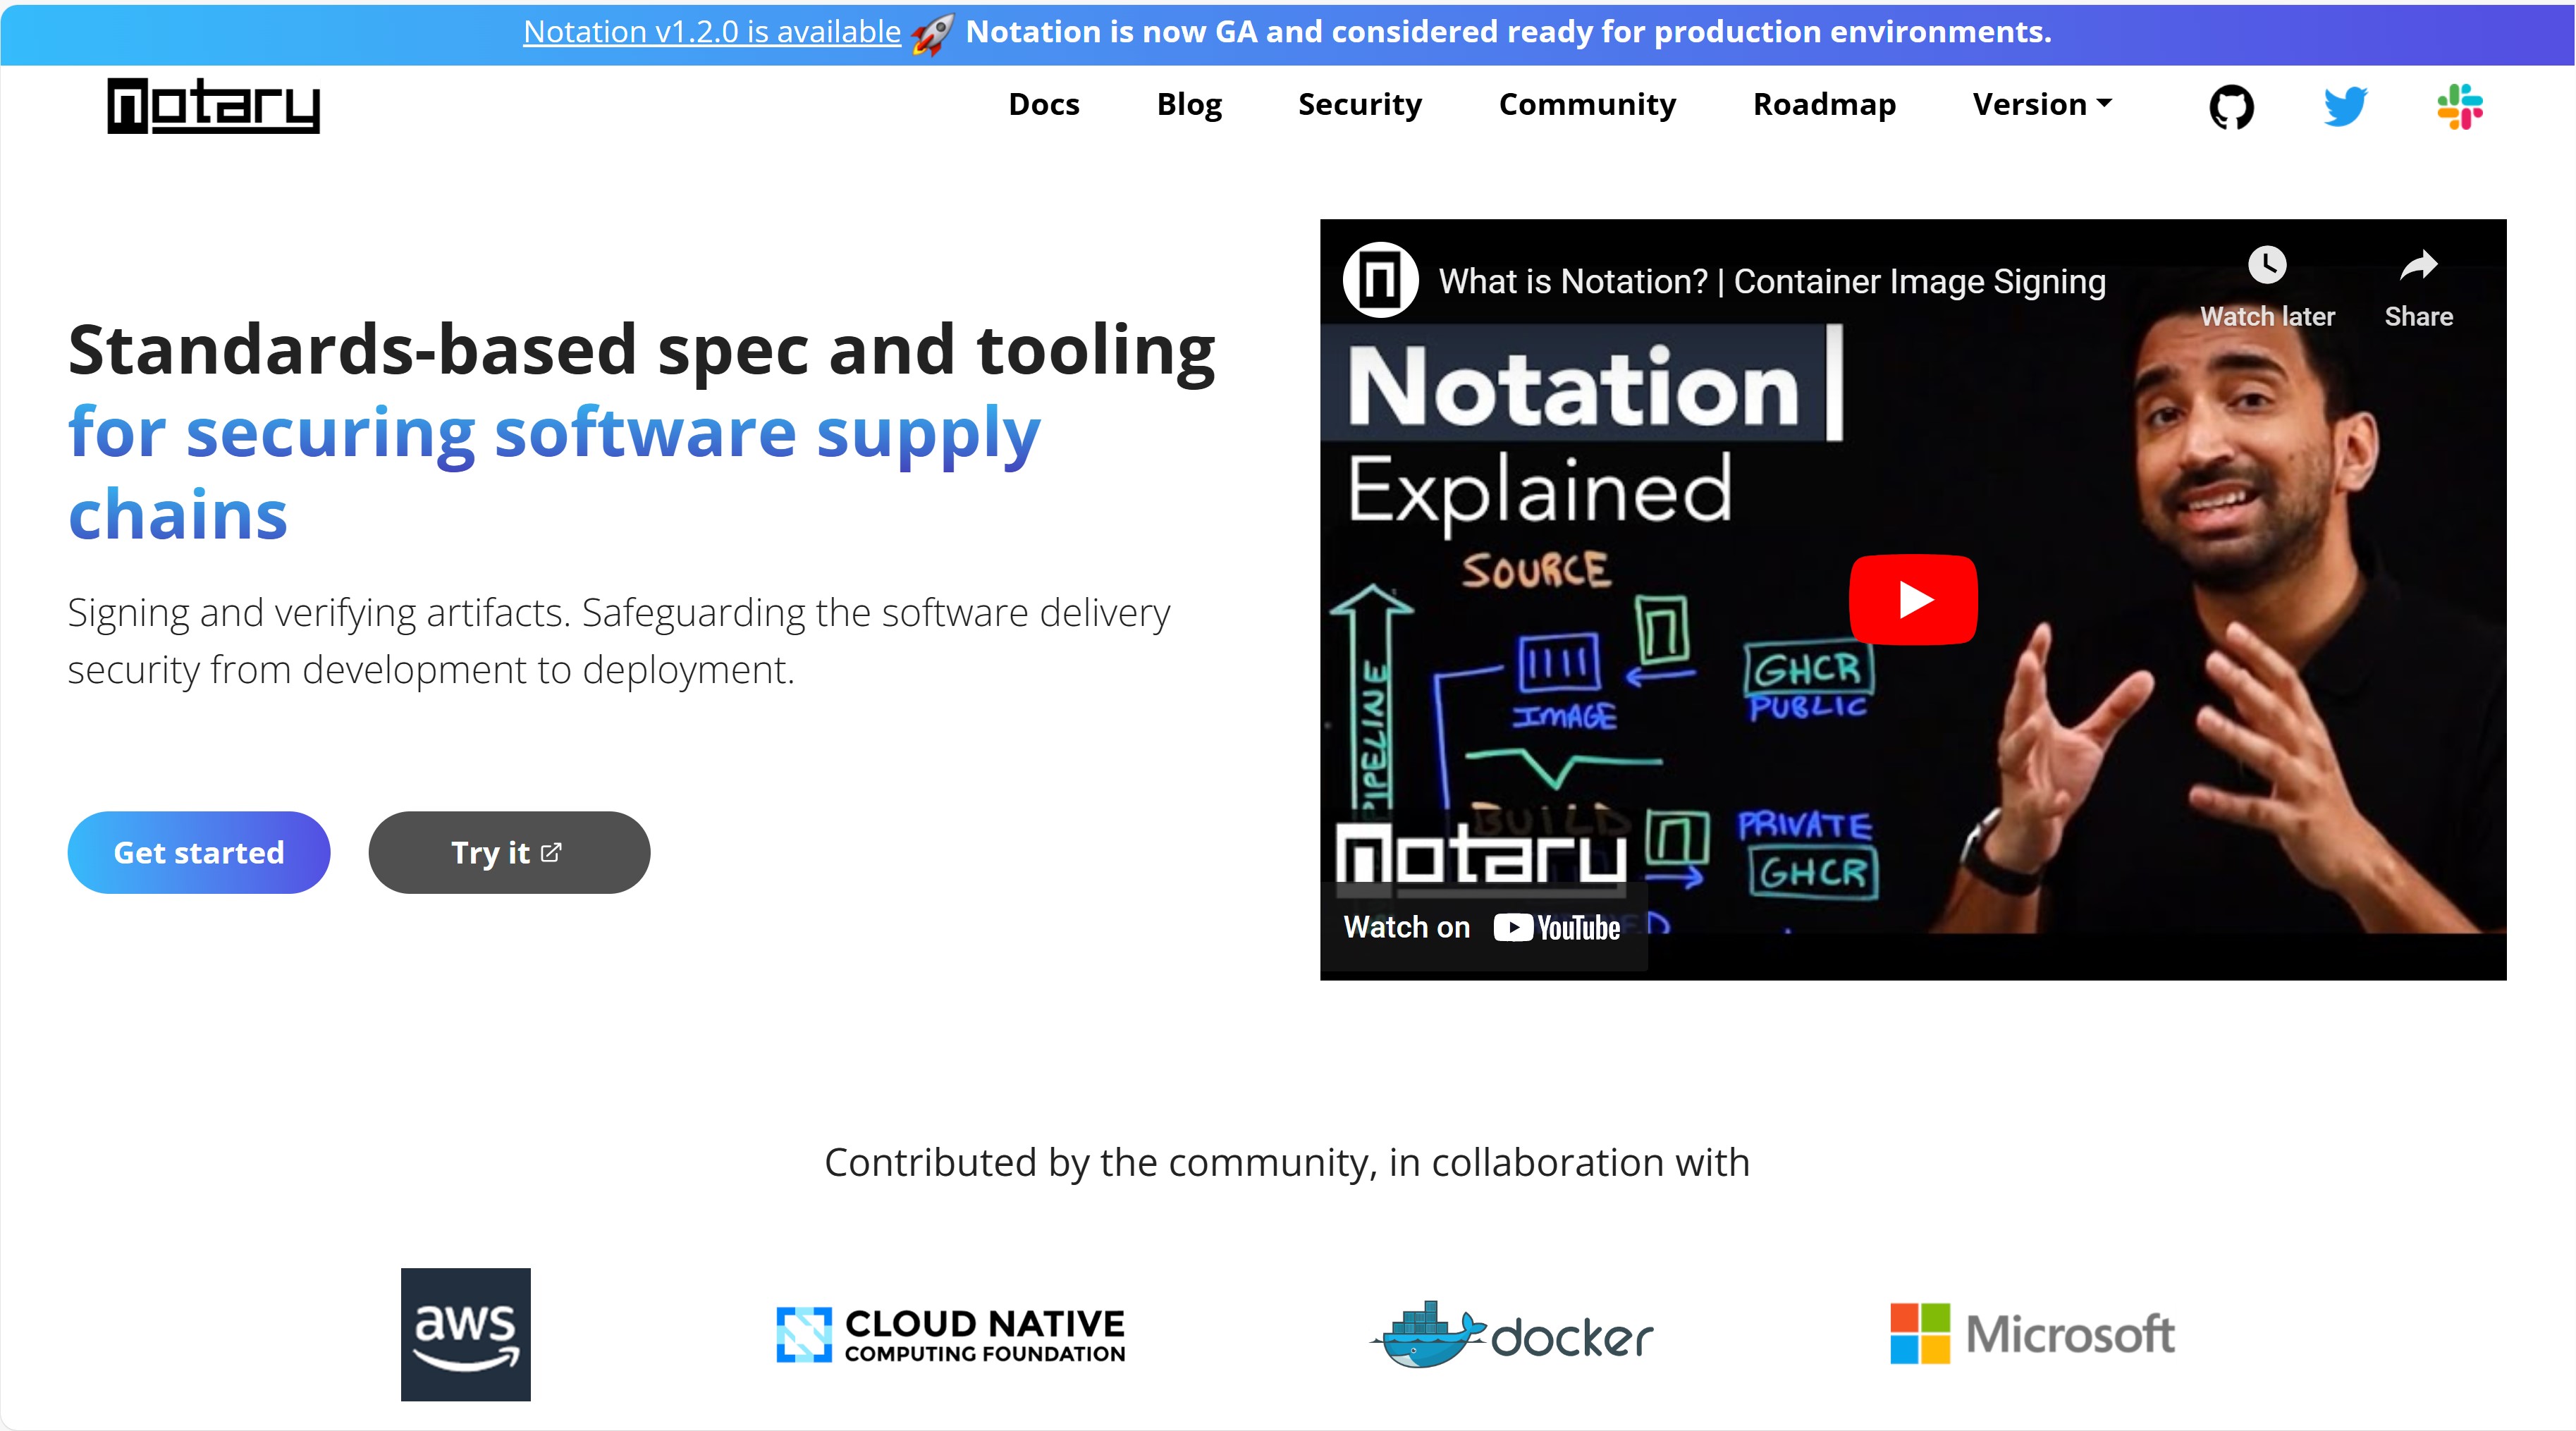 Notation v1.2.0 is available 🚀 Notation is now GA and considered ready for production environments.
notary
Docs Blog Security Community Roadmap Version
Standards-based spec and tooling
for securing software supply
chains
Signing and verifying artifacts. Safeguarding the software delivery
security from development to deployment.
Get started Try it
What is Notation? | Container Image Signing
Watch later Share
Notation
Explained
SOURCE
PIPELINE
IMAGE
GHCR
PUBLIC
BUILD
PRIVATE
GHCR
notary
Watch on YouTube
Contributed by the community, in collaboration with
aws
CLOUD NATIVE
COMPUTING FOUNDATION
docker
Microsoft